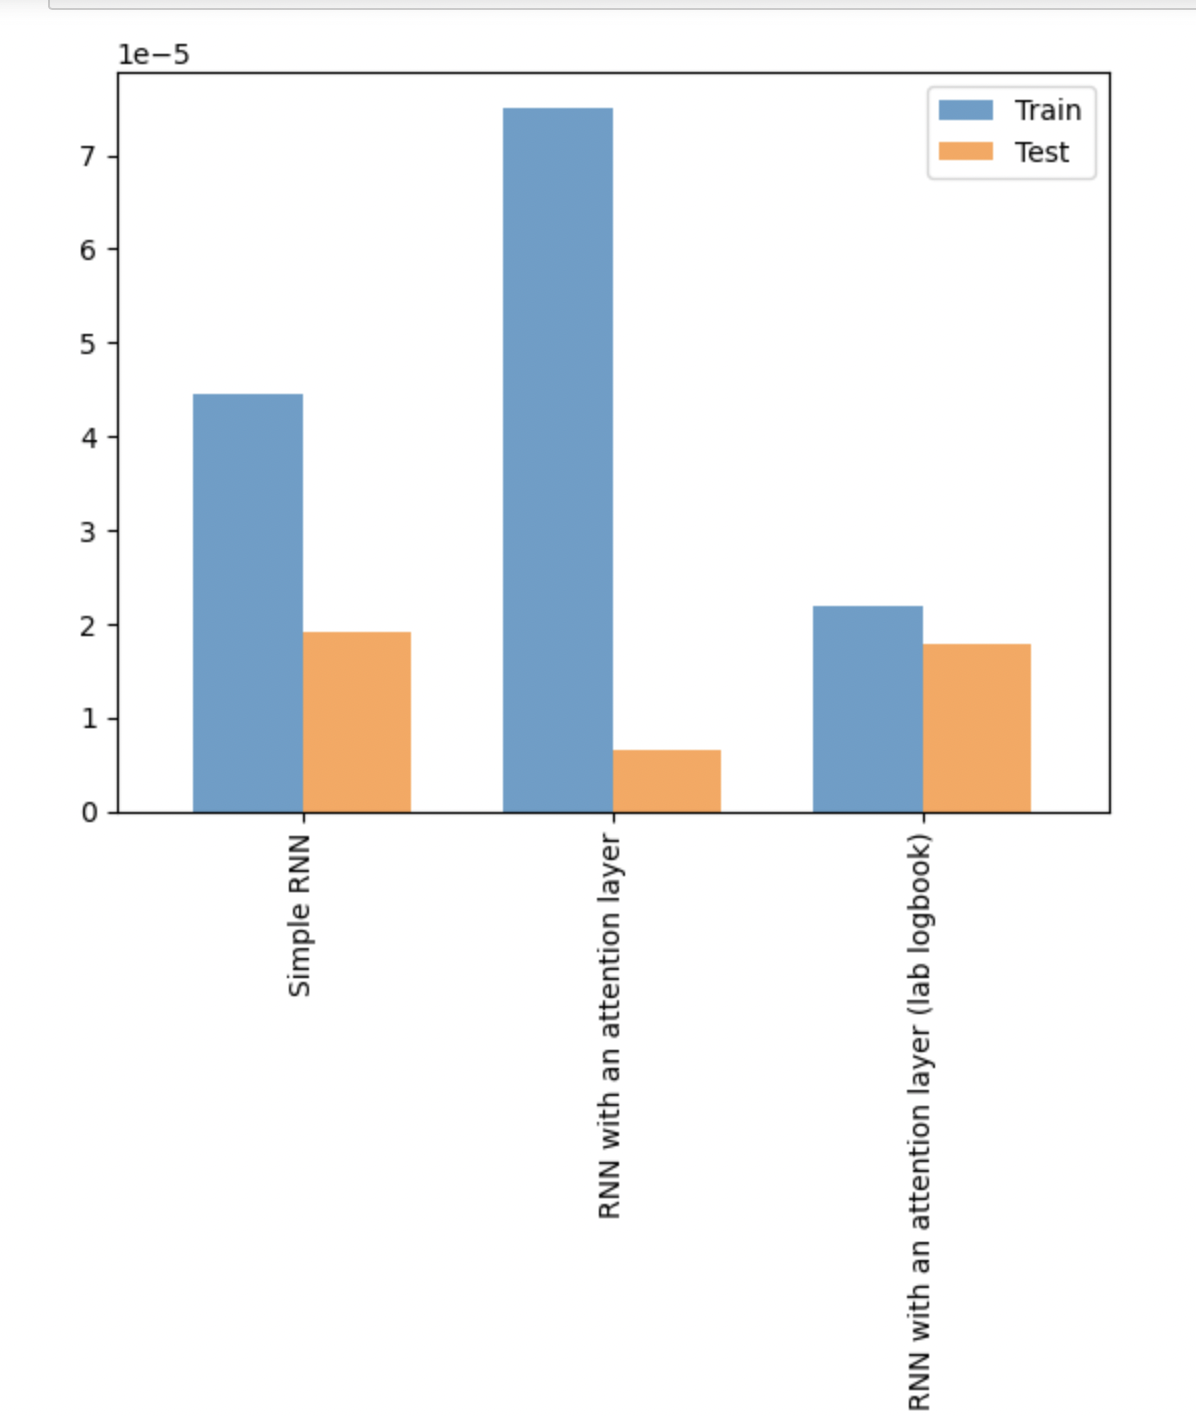 1e−5
7
6
5
4
3
2
1
0
Train
Test
Simple RNN
RNN with an attention layer
RNN with an attention layer (lab logbook)